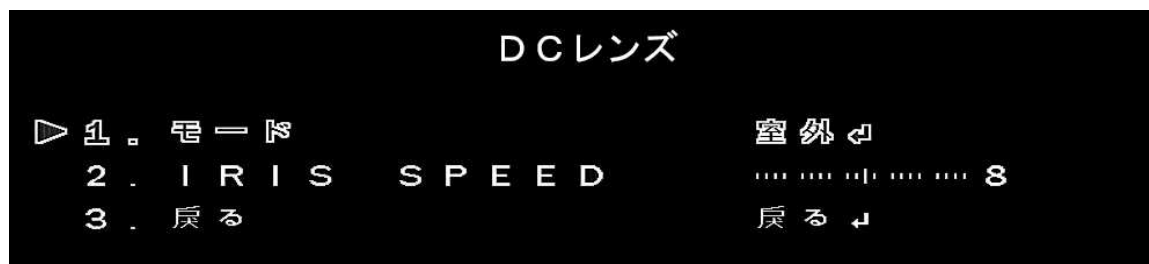 DCレンズ
▷1。モード 室外↵
2. IRIS SPEED 8
3. 戻る 戻る↵